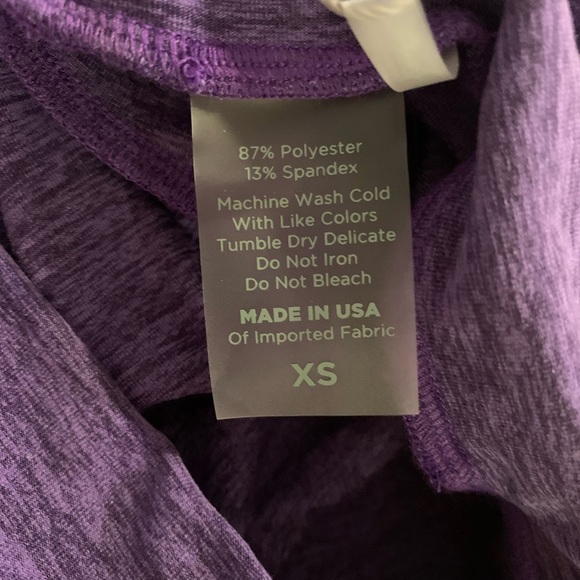 87% Polyester
13% Spandex
Machine Wash Cold
With Like Colors
Tumble Dry Delicate
Do Not Iron
Do Not Bleach
MADE IN USA
Of Imported Fabric
XS